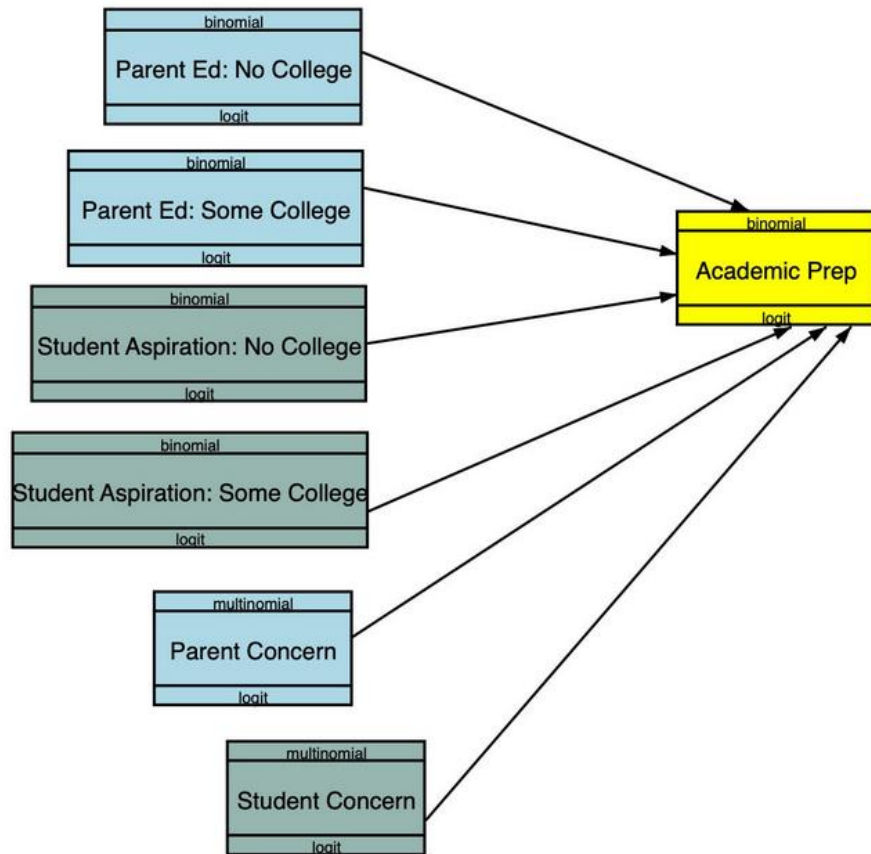 binomial
Parent Ed: No College
logit
binomial
Parent Ed: Some College
logit
binomial
Academic Prep
logit
binomial
Student Aspiration: No College
logit
binomial
Student Aspiration: Some College
logit
multinomial
Parent Concern
logit
multinomial
Student Concern
logit